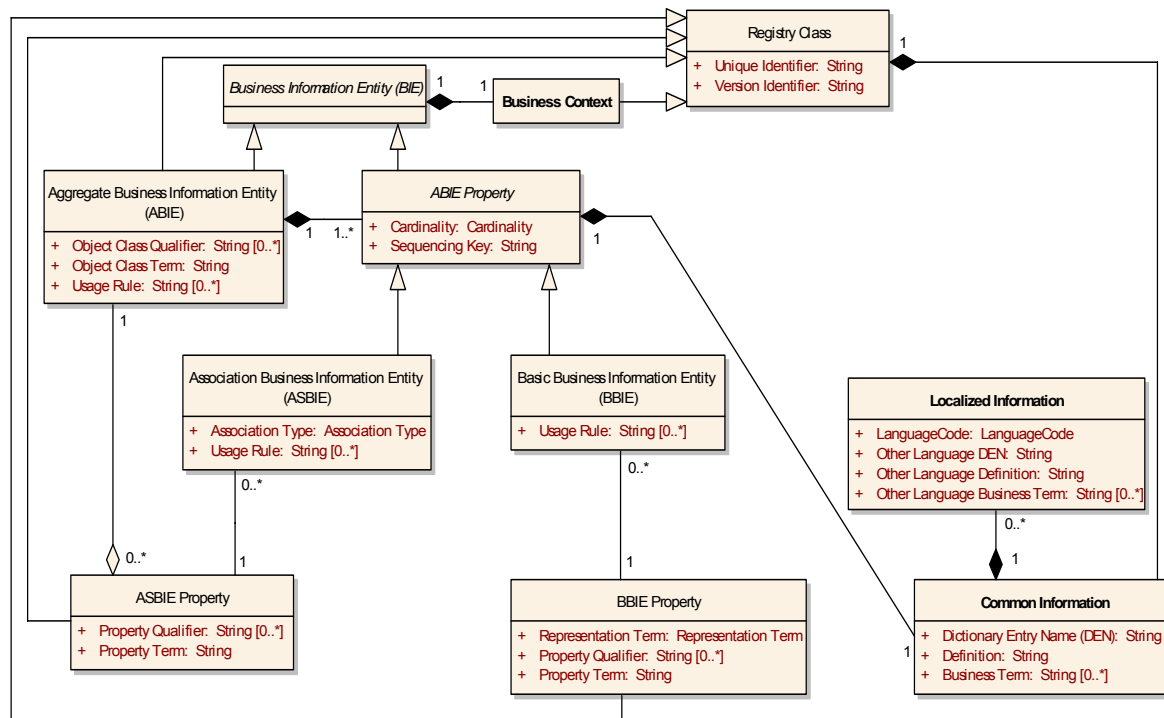 Registry Class
+ Unique Identifier: String
+ Version Identifier: String
1
Business Information Entity (BIE)
1
1
Business Context
Aggregate Business Information Entity
(ABIE)
+ Object Class Qualifier: String [0..*]
+ Object Class Term: String
+ Usage Rule: String [0..*]
1
1..*
ABIE Property
+ Cardinality: Cardinality
+ Sequencing Key: String
1
1
Association Business Information Entity
(ASBIE)
+ Association Type: Association Type
+ Usage Rule: String [0..*]
0..*
Basic Business Information Entity
(BBIE)
+ Usage Rule: String [0..*]
0..*
Localized Information
+ LanguageCode: LanguageCode
+ Other Language DEN: String
+ Other Language Definition: String
+ Other Language Business Term: String [0..*]
0..*
1
0..*
1
1
1
ASBIE Property
+ Property Qualifier: String [0..*]
+ Property Term: String
BBIE Property
+ Representation Term: Representation Term
+ Property Qualifier: String [0..*]
+ Property Term: String
1
Common Information
+ Dictionary Entry Name (DEN): String
+ Definition: String
+ Business Term: String [0..*]